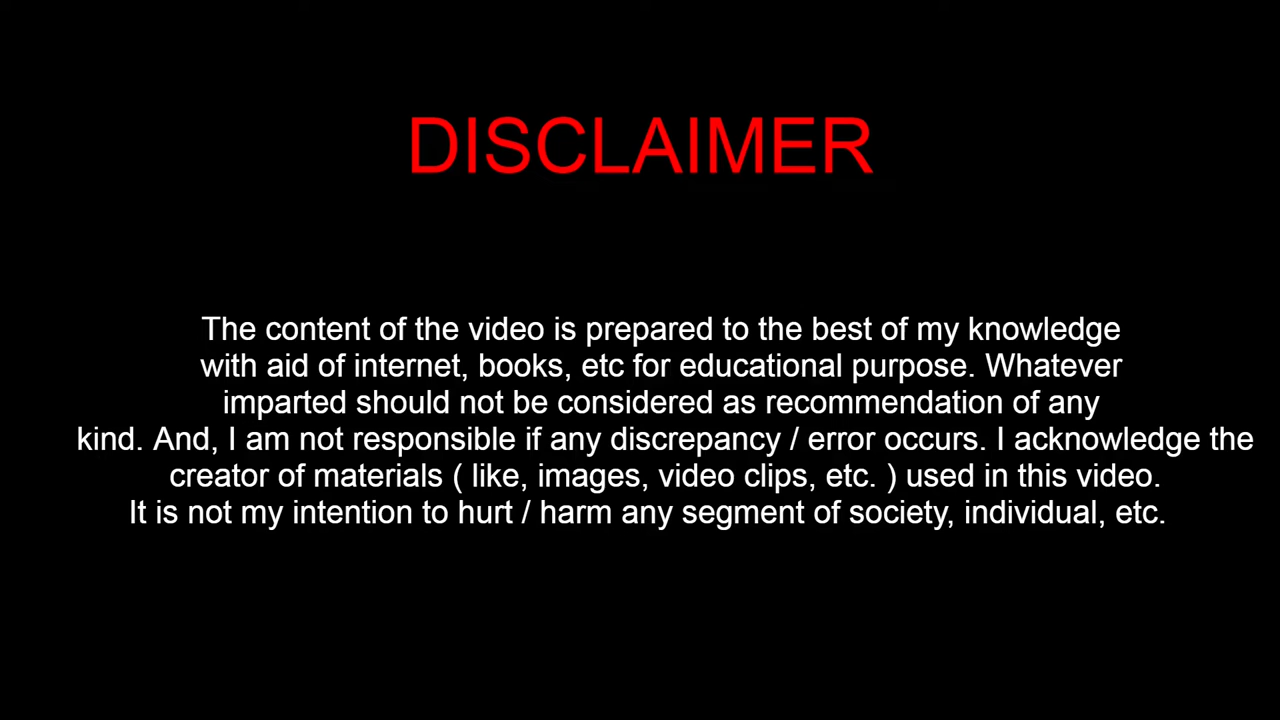 DISCLAIMER
The content of the video is prepared to the best of my knowledge
with aid of internet, books, etc for educational purpose. Whatever
imparted should not be considered as recommendation of any
kind. And, I am not responsible if any discrepancy / error occurs. I acknowledge the
creator of materials ( like, images, video clips, etc. ) used in this video.
It is not my intention to hurt / harm any segment of society, individual, etc.